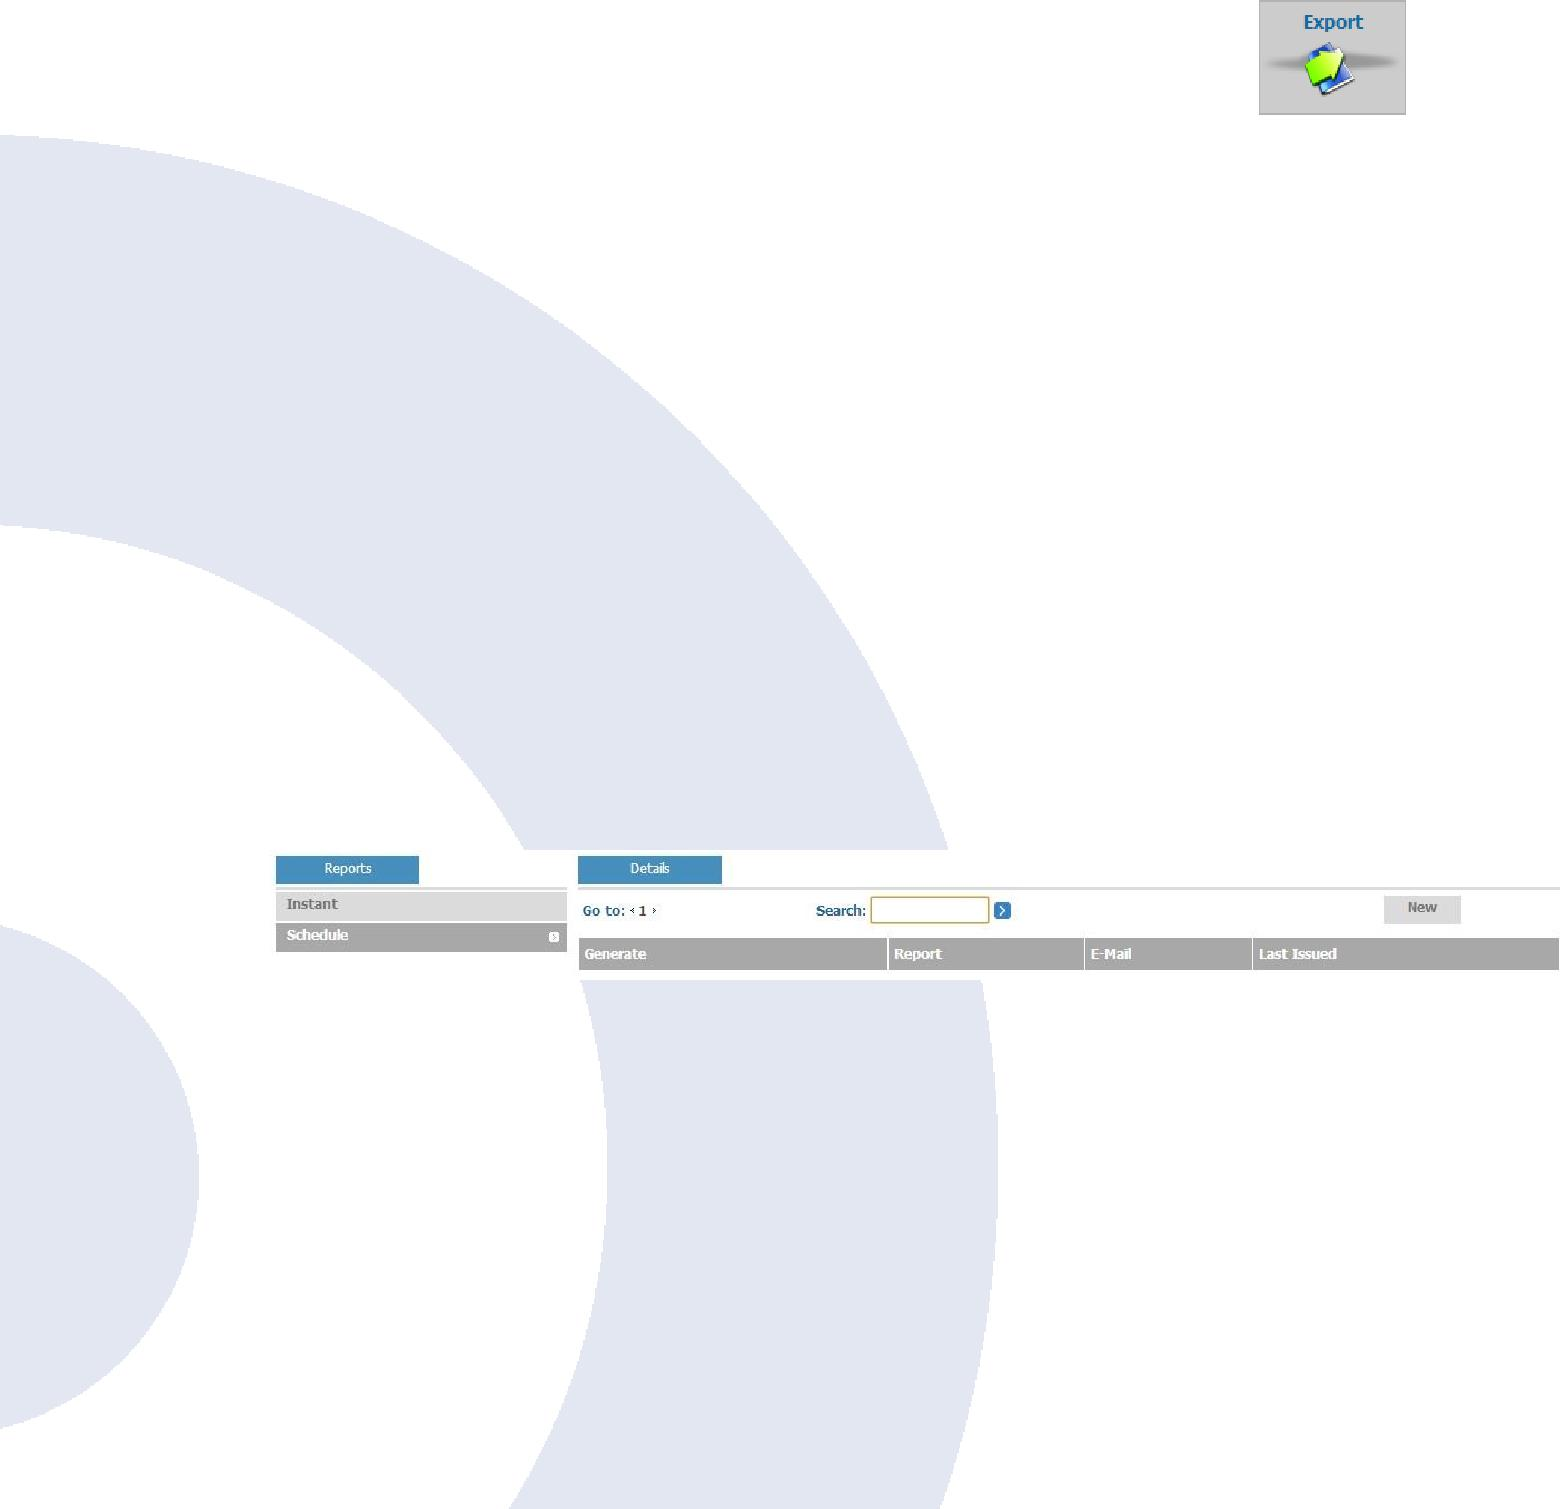 Export
Reports
Details
Instant
Go to: ‹ 1 ›
Search:
New
Schedule
Generate
Report
E-Mail
Last Issued